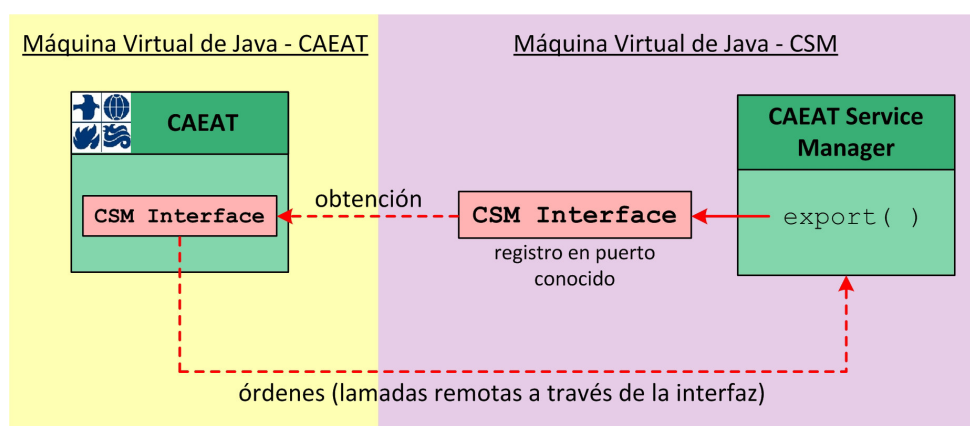 Máquina Virtual de Java - CAEAT
Máquina Virtual de Java - CSM
CAEAT
CAEAT Service
Manager
obtención
CSM Interface
CSM Interface
export( )
registro en puerto
conocido
órdenes (lamadas remotas a través de la interfaz)